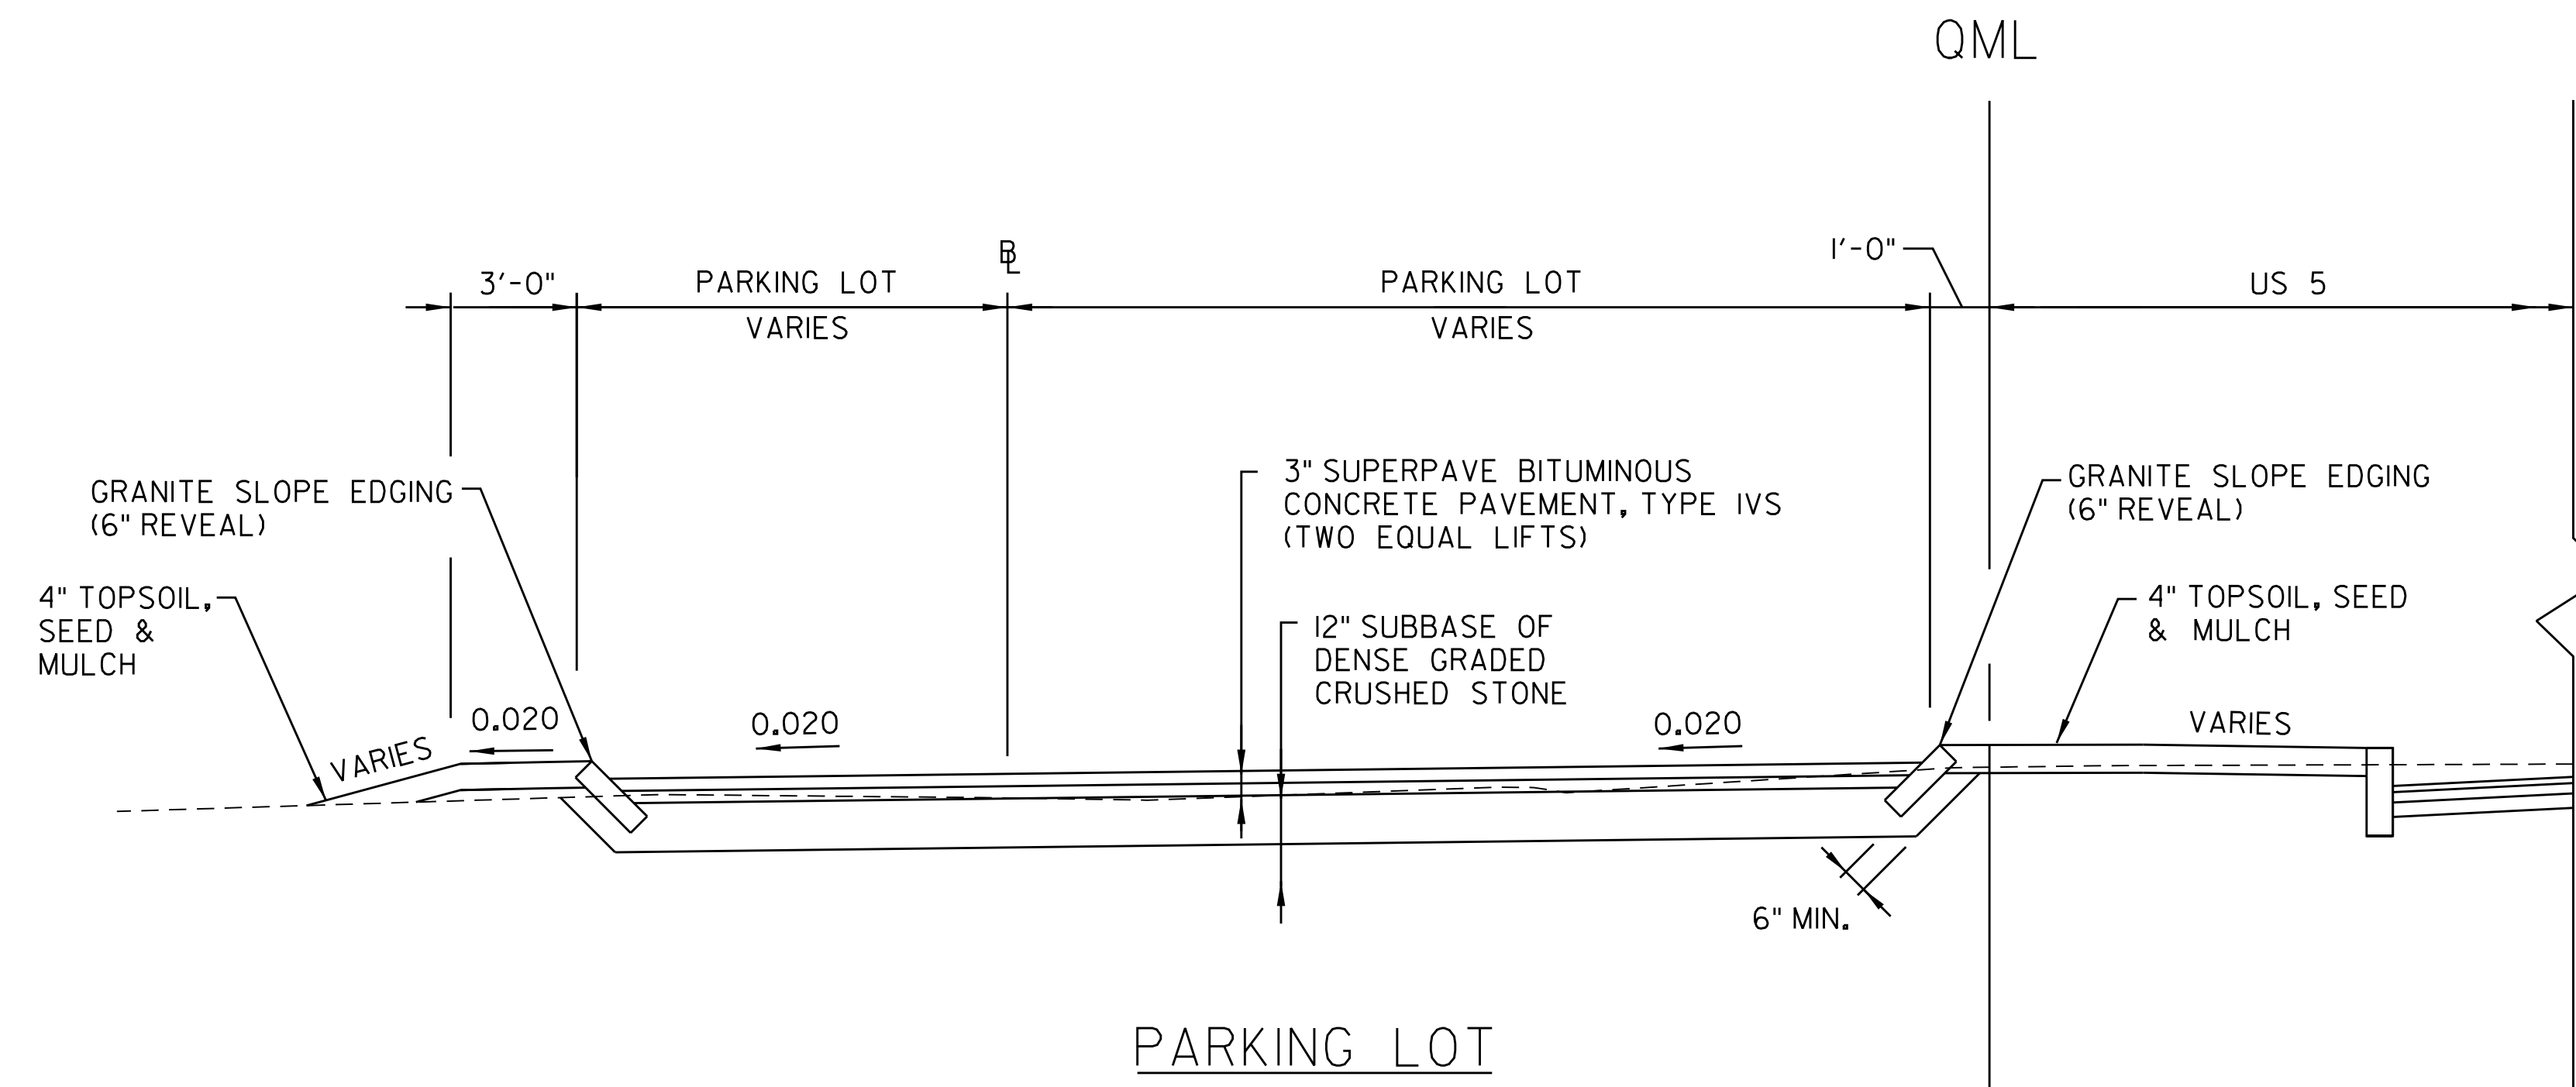 QML
3'-0"
PARKING LOT
VARIES
BL
PARKING LOT
VARIES
1'-0"
US 5
GRANITE SLOPE EDGING
(6" REVEAL)
4" TOPSOIL,
SEED &
MULCH
3" SUPERPAVE BITUMINOUS
CONCRETE PAVEMENT, TYPE IVS
(TWO EQUAL LIFTS)
12" SUBBASE OF
DENSE GRADED
CRUSHED STONE
GRANITE SLOPE EDGING
(6" REVEAL)
4" TOPSOIL, SEED
& MULCH
VARIES
0.020
0.020
0.020
VARIES
6" MIN.
PARKING LOT